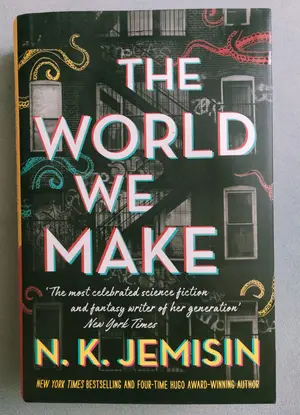 THE
WORLD
WE
MAKE
'The most celebrated science fiction
and fantasy writer of her generation'
New York Times
N. K. JEMISIN
NEW YORK TIMES BESTSELLING AND FOUR-TIME HUGO AWARD-WINNING AUTHOR